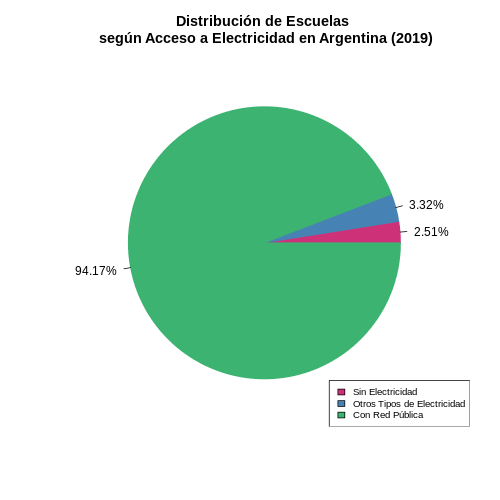 Distribución de Escuelas
según Acceso a Electricidad en Argentina (2019)
3.32%
2.51%
94.17%
Sin Electricidad
Otros Tipos de Electricidad
Con Red Pública